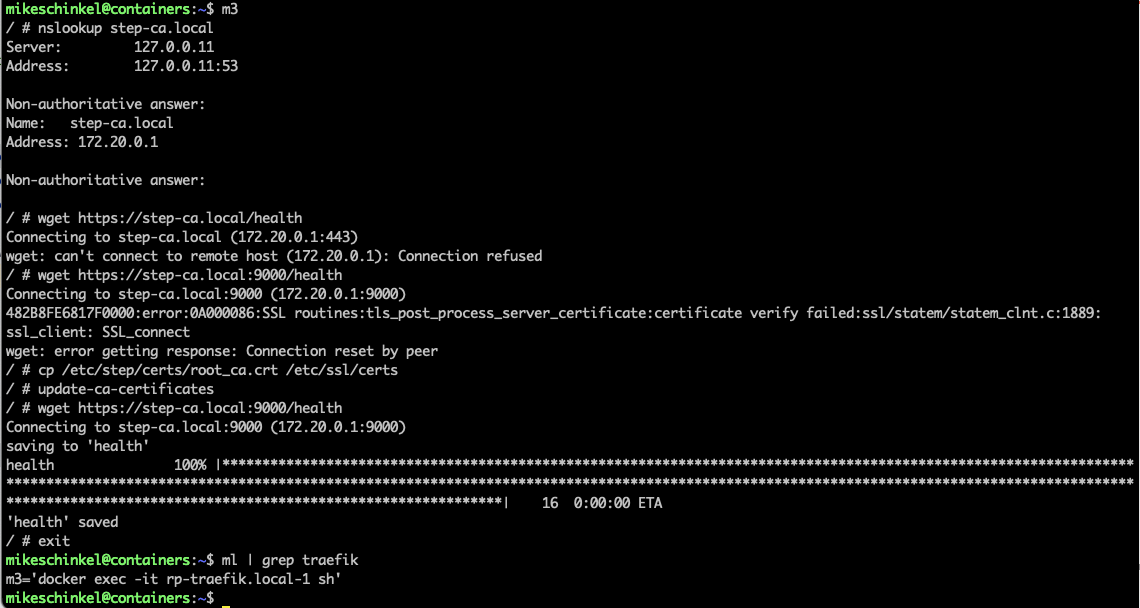 mikeschinkel@containers:~$ m3
/ # nslookup step-ca.local
Server:         127.0.0.11
Address:        127.0.0.11:53

Non-authoritative answer:
Name:   step-ca.local
Address: 172.20.0.1

Non-authoritative answer:

/ # wget https://step-ca.local/health
Connecting to step-ca.local (172.20.0.1:443)
wget: can't connect to remote host (172.20.0.1): Connection refused
/ # wget https://step-ca.local:9000/health
Connecting to step-ca.local:9000 (172.20.0.1:9000)
482B8FE6817F0000:error:0A000086:SSL routines:tls_post_process_server_certificate:certificate verify failed:ssl/statem/statem_clnt.c:1889:
ssl_client: SSL_connect
wget: error getting response: Connection reset by peer
/ # cp /etc/step/certs/root_ca.crt /etc/ssl/certs
/ # update-ca-certificates
/ # wget https://step-ca.local:9000/health
Connecting to step-ca.local:9000 (172.20.0.1:9000)
saving to 'health'
health               100% |******************************************************************************************************************
*********************************************************************************************************************************************
**************************************************************|    16  0:00:00 ETA
'health' saved
/ # exit
mikeschinkel@containers:~$ ml | grep traefik
m3='docker exec -it rp-traefik.local-1 sh'
mikeschinkel@containers:~$